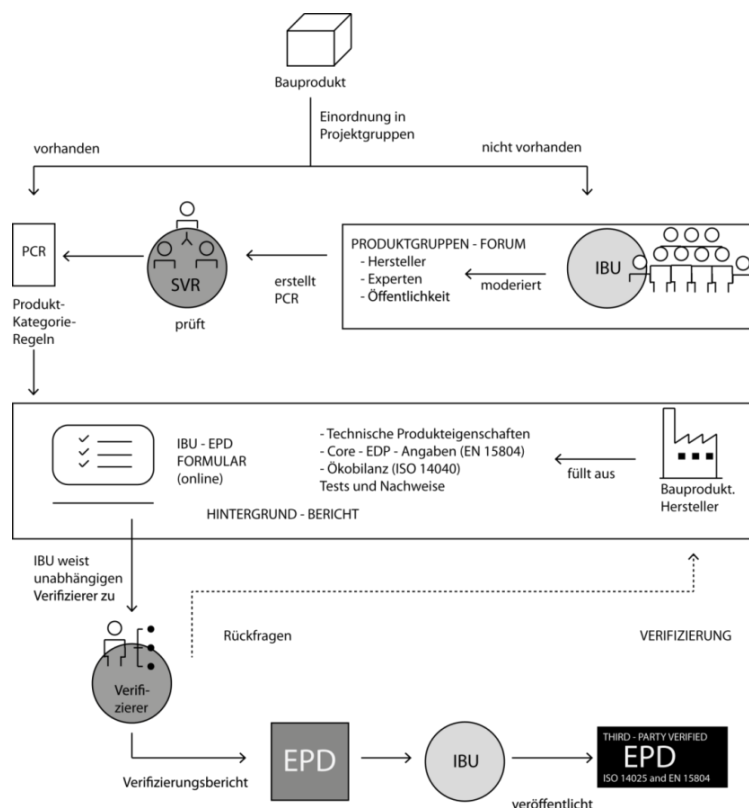 Bauprodukt
Einordnung in
Projektgruppen
vorhanden
nicht vorhanden
PCR
Produkt-
Kategorie-
Regeln
SVR
prüft
erstellt
PCR
PRODUKTGRUPPEN - FORUM
- Hersteller
- Experten
- Öffentlichkeit
moderiert
IBU
IBU - EPD
FORMULAR
(online)
- Technische Produkteigenschaften
- Core - EDP - Angaben (EN 15804)
- Ökobilanz (ISO 14040)
Tests und Nachweise
füllt aus
Bauprodukt.
Hersteller
HINTERGRUND - BERICHT
IBU weist
unabhängigen
Verifizierer zu
Rückfragen
VERIFIZIERUNG
Verifi-
zierer
Verifizierungsbericht
EPD
IBU
veröffentlicht
THIRD - PARTY VERIFIED
EPD
ISO 14025 and EN 15804